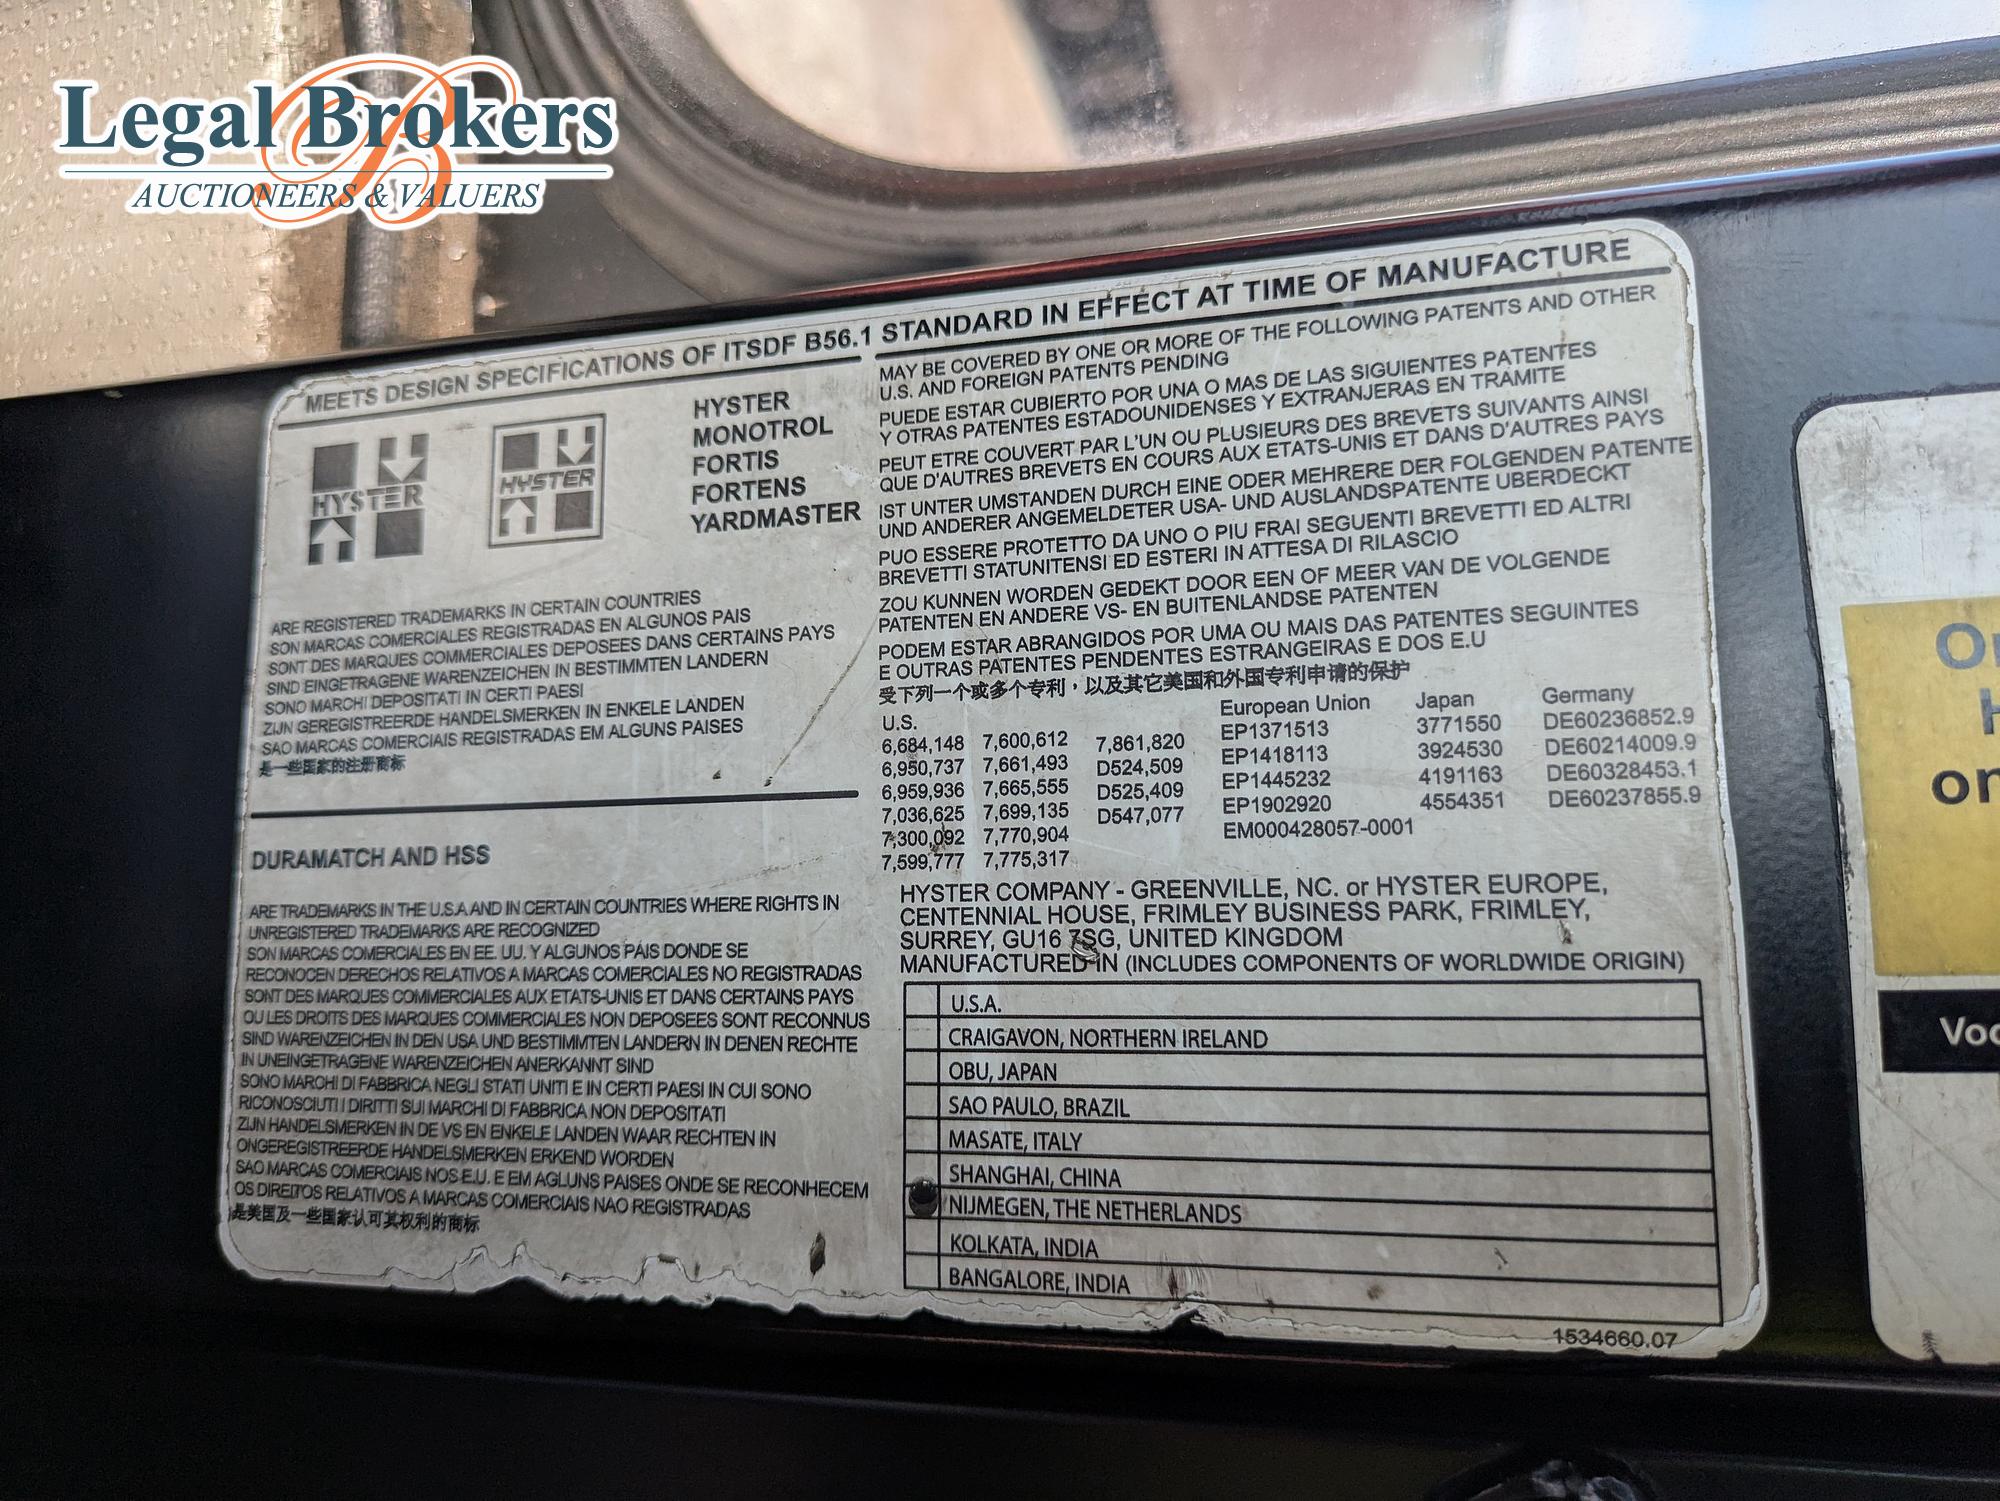 Legal Brokers
AUCTIONEERS & VALUERS
MEETS DESIGN SPECIFICATIONS OF ITSDF B56.1 STANDARD IN EFFECT AT TIME OF MANUFACTURE
HYSTER
HYSTER
HYSTER
MONOTROL
FORTIS
FORTENS
YARDMASTER
ARE REGISTERED TRADEMARKS IN CERTAIN COUNTRIES
SON MARCAS COMERCIALES REGISTRADAS EN ALGUNOS PAIS
SONT DES MARQUES COMMERCIALES DEPOSEES DANS CERTAINS PAYS
SIND EINGETRAGENE WARENZEICHEN IN BESTIMMTEN LANDERN
SONO MARCHI DEPOSITATI IN CERTI PAESI
ZIJN GEREGISTREERDE HANDELSMERKEN IN ENKELE LANDEN
SAO MARCAS COMERCIAIS REGISTRADAS EM ALGUNS PAISES
是一些国家的注册商标
DURAMATCH AND HSS
ARE TRADEMARKS IN THE U.S.A AND IN CERTAIN COUNTRIES WHERE RIGHTS IN
UNREGISTERED TRADEMARKS ARE RECOGNIZED
SON MARCAS COMERCIALES EN EE. UU. Y ALGUNOS PAIS DONDE SE
RECONOCEN DERECHOS RELATIVOS A MARCAS COMERCIALES NO REGISTRADAS
SONT DES MARQUES COMMERCIALES AUX ETATS-UNIS ET DANS CERTAINS PAYS
OU LES DROITS DES MARQUES COMMERCIALES NON DEPOSEES SONT RECONNUS
SIND WARENZEICHEN IN DEN USA UND BESTIMMTEN LANDERN IN DENEN RECHTE
IN UNEINGETRAGENE WARENZEICHEN ANERKANNT SIND
SONO MARCHI DI FABBRICA NEGLI STATI UNITI E IN CERTI PAESI IN CUI SONO
RICONOSCIUTI I DIRITTI SUI MARCHI DI FABBRICA NON DEPOSITATI
ZIJN HANDELSMERKEN IN DE VS EN ENKELE LANDEN WAAR RECHTEN IN
ONGEREGISTREERDE HANDELSMERKEN ERKEND WORDEN
SAO MARCAS COMERCIAIS NOS E.U. E EM AGLUNS PAISES ONDE SE RECONHECEM
OS DIREITOS RELATIVOS A MARCAS COMERCIAIS NAO REGISTRADAS
是美国及一些国家认可其权利的商标
MAY BE COVERED BY ONE OR MORE OF THE FOLLOWING PATENTS AND OTHER
U.S. AND FOREIGN PATENTS PENDING
PUEDE ESTAR CUBIERTO POR UNA O MAS DE LAS SIGUIENTES PATENTES
Y OTRAS PATENTES ESTADOUNIDENSES Y EXTRANJERAS EN TRAMITE
PEUT ETRE COUVERT PAR L'UN OU PLUSIEURS DES BREVETS SUIVANTS AINSI
QUE D'AUTRES BREVETS EN COURS AUX ETATS-UNIS ET DANS D'AUTRES PAYS
IST UNTER UMSTANDEN DURCH EINE ODER MEHRERE DER FOLGENDEN PATENTE
UND ANDERER ANGEMELDETER USA- UND AUSLANDSPATENTE UBERDECKT
PUO ESSERE PROTETTO DA UNO O PIU FRAI SEGUENTI BREVETTI ED ALTRI
BREVETTI STATUNITENSI ED ESTERI IN ATTESA DI RILASCIO
ZOU KUNNEN WORDEN GEDEKT DOOR EEN OF MEER VAN DE VOLGENDE
PATENTEN EN ANDERE VS- EN BUITENLANDSE PATENTEN
PODEM ESTAR ABRANGIDOS POR UMA OU MAIS DAS PATENTES SEGUINTES
E OUTRAS PATENTES PENDENTES ESTRANGEIRAS E DOS E.U
受下列一个或多个专利，以及其它美国和外国专利申请的保护
U.S. European Union Japan Germany
6,684,148 7,600,612 7,861,820 EP1371513 3771550 DE60236852.9
6,950,737 7,661,493 D524,509 EP1418113 3924530 DE60214009.9
6,959,936 7,665,555 D525,409 EP1445232 4191163 DE60328453.1
7,036,625 7,699,135 D547,077 EP1902920 4554351 DE60237855.9
7,300,092 7,770,904 EM000428057-0001
7,599,777 7,775,317
HYSTER COMPANY - GREENVILLE, NC. or HYSTER EUROPE,
CENTENNIAL HOUSE, FRIMLEY BUSINESS PARK, FRIMLEY,
SURREY, GU16 7SG, UNITED KINGDOM
MANUFACTURED IN (INCLUDES COMPONENTS OF WORLDWIDE ORIGIN)
U.S.A.
CRAIGAVON, NORTHERN IRELAND
OBU, JAPAN
SAO PAULO, BRAZIL
MASATE, ITALY
SHANGHAI, CHINA
NIJMEGEN, THE NETHERLANDS
KOLKATA, INDIA
BANGALORE, INDIA
1534660.07
on
Voo